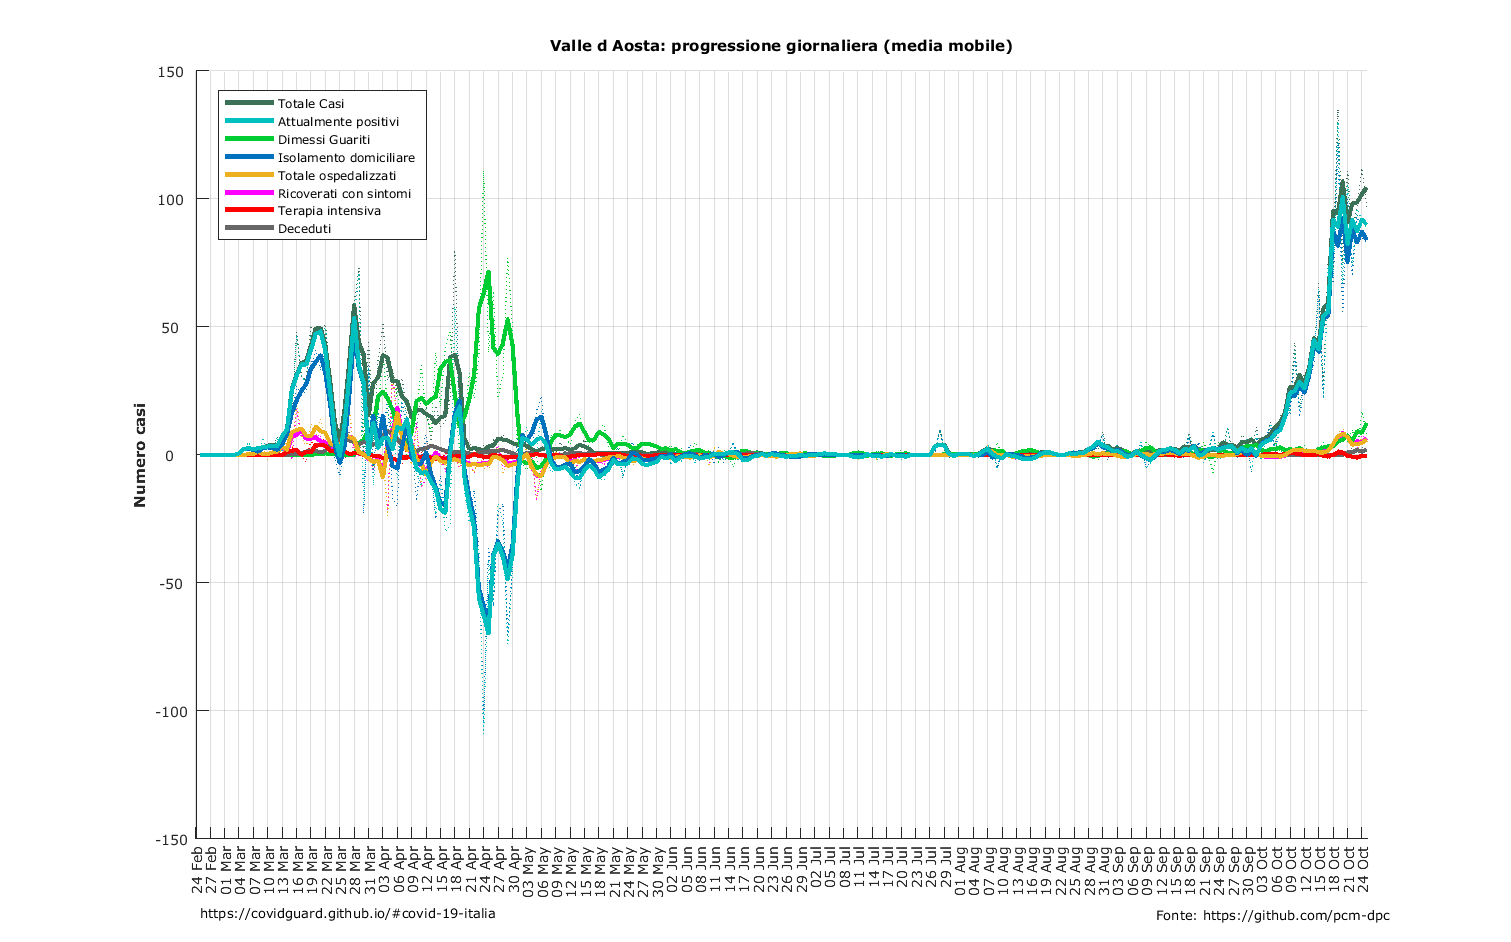 Valle d Aosta: progressione giornaliera (media mobile)
150
100
50
0
-50
-100
-150
Numero casi
Totale Casi
Attualmente positivi
Dimessi Guariti
Isolamento domiciliare
Totale ospedalizzati
Ricoverati con sintomi
Terapia intensiva
Deceduti
24 Feb
27 Feb
01 Mar
04 Mar
07 Mar
10 Mar
13 Mar
16 Mar
19 Mar
22 Mar
25 Mar
28 Mar
31 Mar
03 Apr
06 Apr
09 Apr
12 Apr
15 Apr
18 Apr
21 Apr
24 Apr
27 Apr
30 Apr
03 May
06 May
09 May
12 May
15 May
18 May
21 May
24 May
27 May
30 May
02 Jun
05 Jun
08 Jun
11 Jun
14 Jun
17 Jun
20 Jun
23 Jun
26 Jun
29 Jun
02 Jul
05 Jul
08 Jul
11 Jul
14 Jul
17 Jul
20 Jul
23 Jul
26 Jul
29 Jul
01 Aug
04 Aug
07 Aug
10 Aug
13 Aug
16 Aug
19 Aug
22 Aug
25 Aug
28 Aug
31 Aug
03 Sep
06 Sep
09 Sep
12 Sep
15 Sep
18 Sep
21 Sep
24 Sep
27 Sep
30 Sep
03 Oct
06 Oct
09 Oct
12 Oct
15 Oct
18 Oct
21 Oct
24 Oct
https://covidguard.github.io/#covid-19-italia
Fonte: https://github.com/pcm-dpc